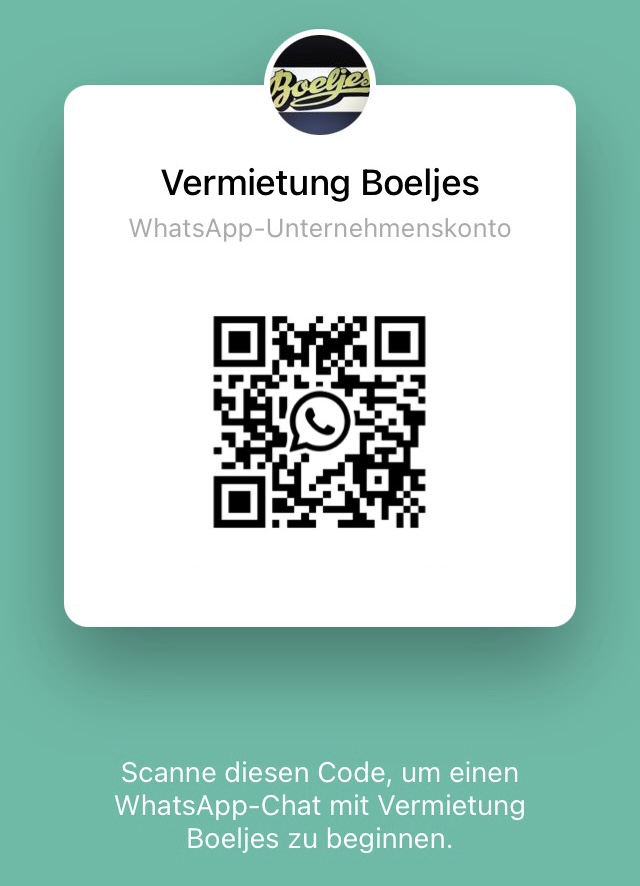 Boeljes
Vermietung Boeljes
WhatsApp-Unternehmenskonto
Scanne diesen Code, um einen
WhatsApp-Chat mit Vermietung
Boeljes zu beginnen.